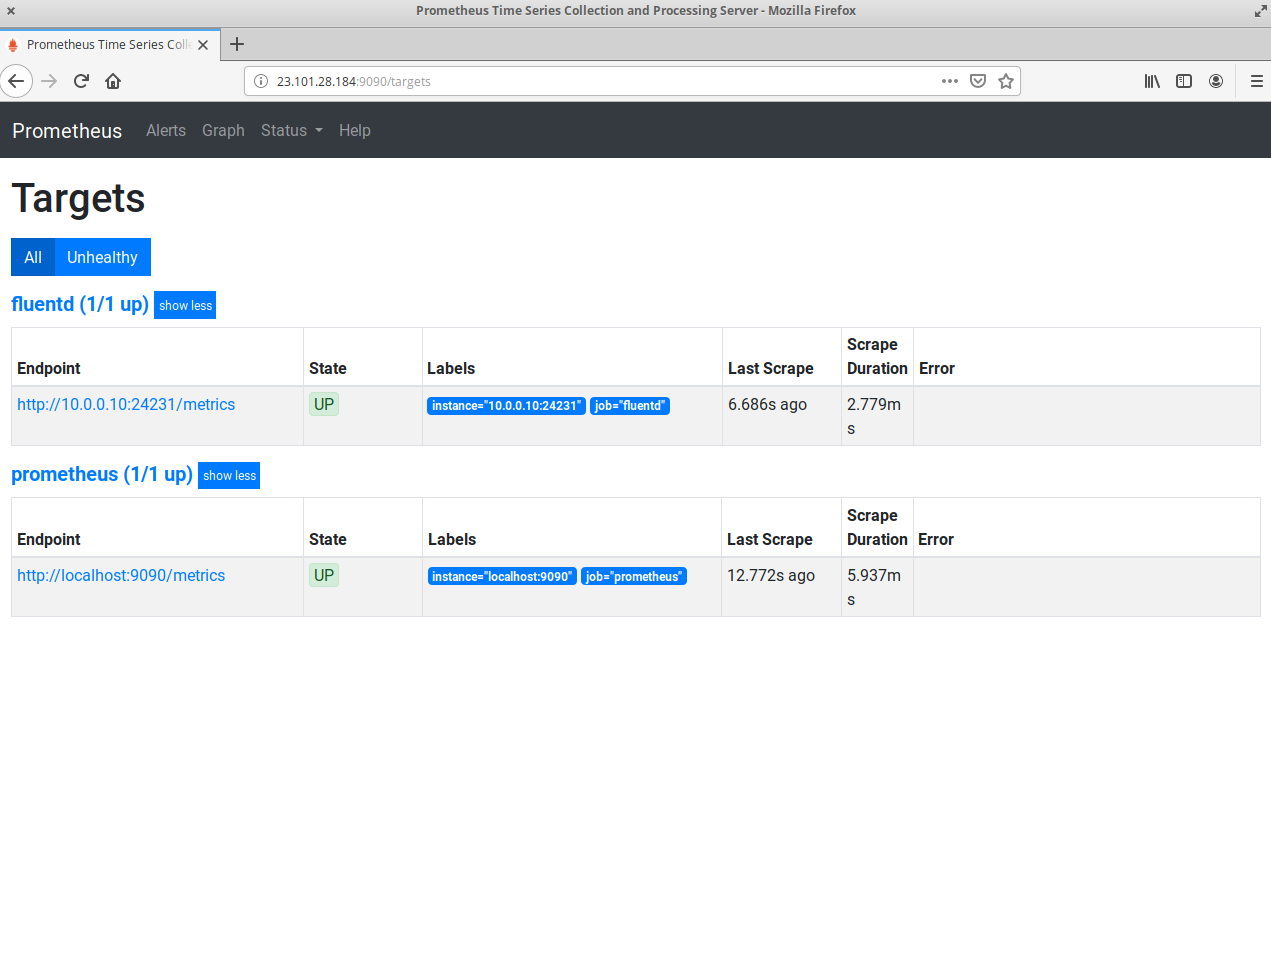 Prometheus Time Series Collection and Processing Server - Mozilla Firefox
Prometheus Time Series Coll
23.101.28.184:9090/targets
Prometheus Alerts Graph Status Help
Targets
All Unhealthy
fluentd (1/1 up) show less
Endpoint State Labels Last Scrape Scrape Duration Error
http://10.0.0.10:24231/metrics UP instance="10.0.0.10:24231" job="fluentd" 6.686s ago 2.779ms
prometheus (1/1 up) show less
Endpoint State Labels Last Scrape Scrape Duration Error
http://localhost:9090/metrics UP instance="localhost:9090" job="prometheus" 12.772s ago 5.937ms